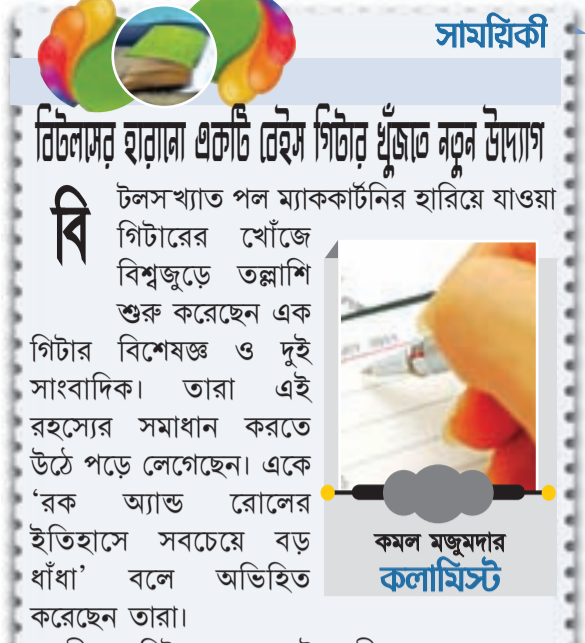 সাময়িকী
বিটলসের হারানো একটি বেইস গিটার খুঁজতে নতুন উদ্যোগ
বিটলসখ্যাত পল ম্যাককার্টনির হারিয়ে যাওয়া
গিটারের খোঁজে
বিশ্বজুড়ে তল্লাশি
শুরু করেছেন এক
গিটার বিশেষজ্ঞ ও দুই
সাংবাদিক। তারা এই
রহস্যের সমাধান করতে
উঠে পড়ে লেগেছেন। একে
‘রক অ্যান্ড রোলের
ইতিহাসে সবচেয়ে বড়
ধাঁধা’ বলে অভিহিত
করেছেন তারা।
কমল মজুমদার
কলামিস্ট